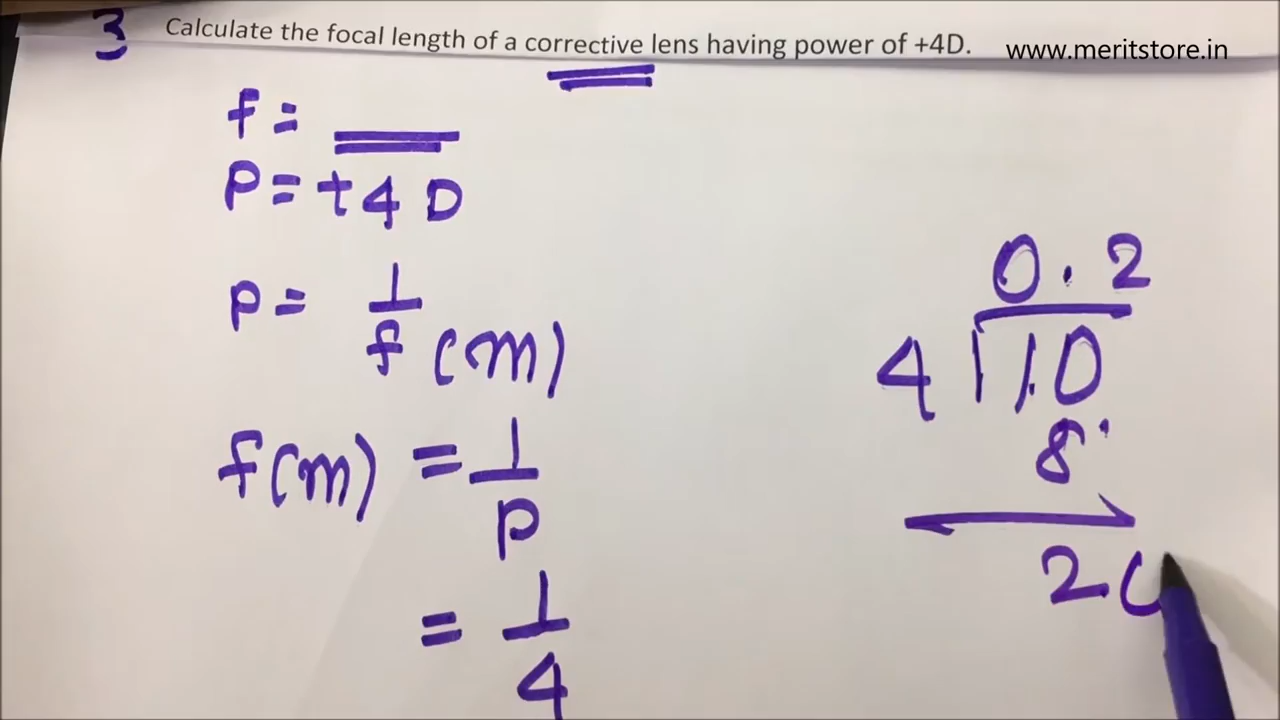 3 Calculate the focal length of a corrective lens having power of +4D.
www.meritstore.in
f =
P = +4 D
P = 1/f (m)
f(m) = 1/P
= 1/4
0.2
4 1.0
8
20